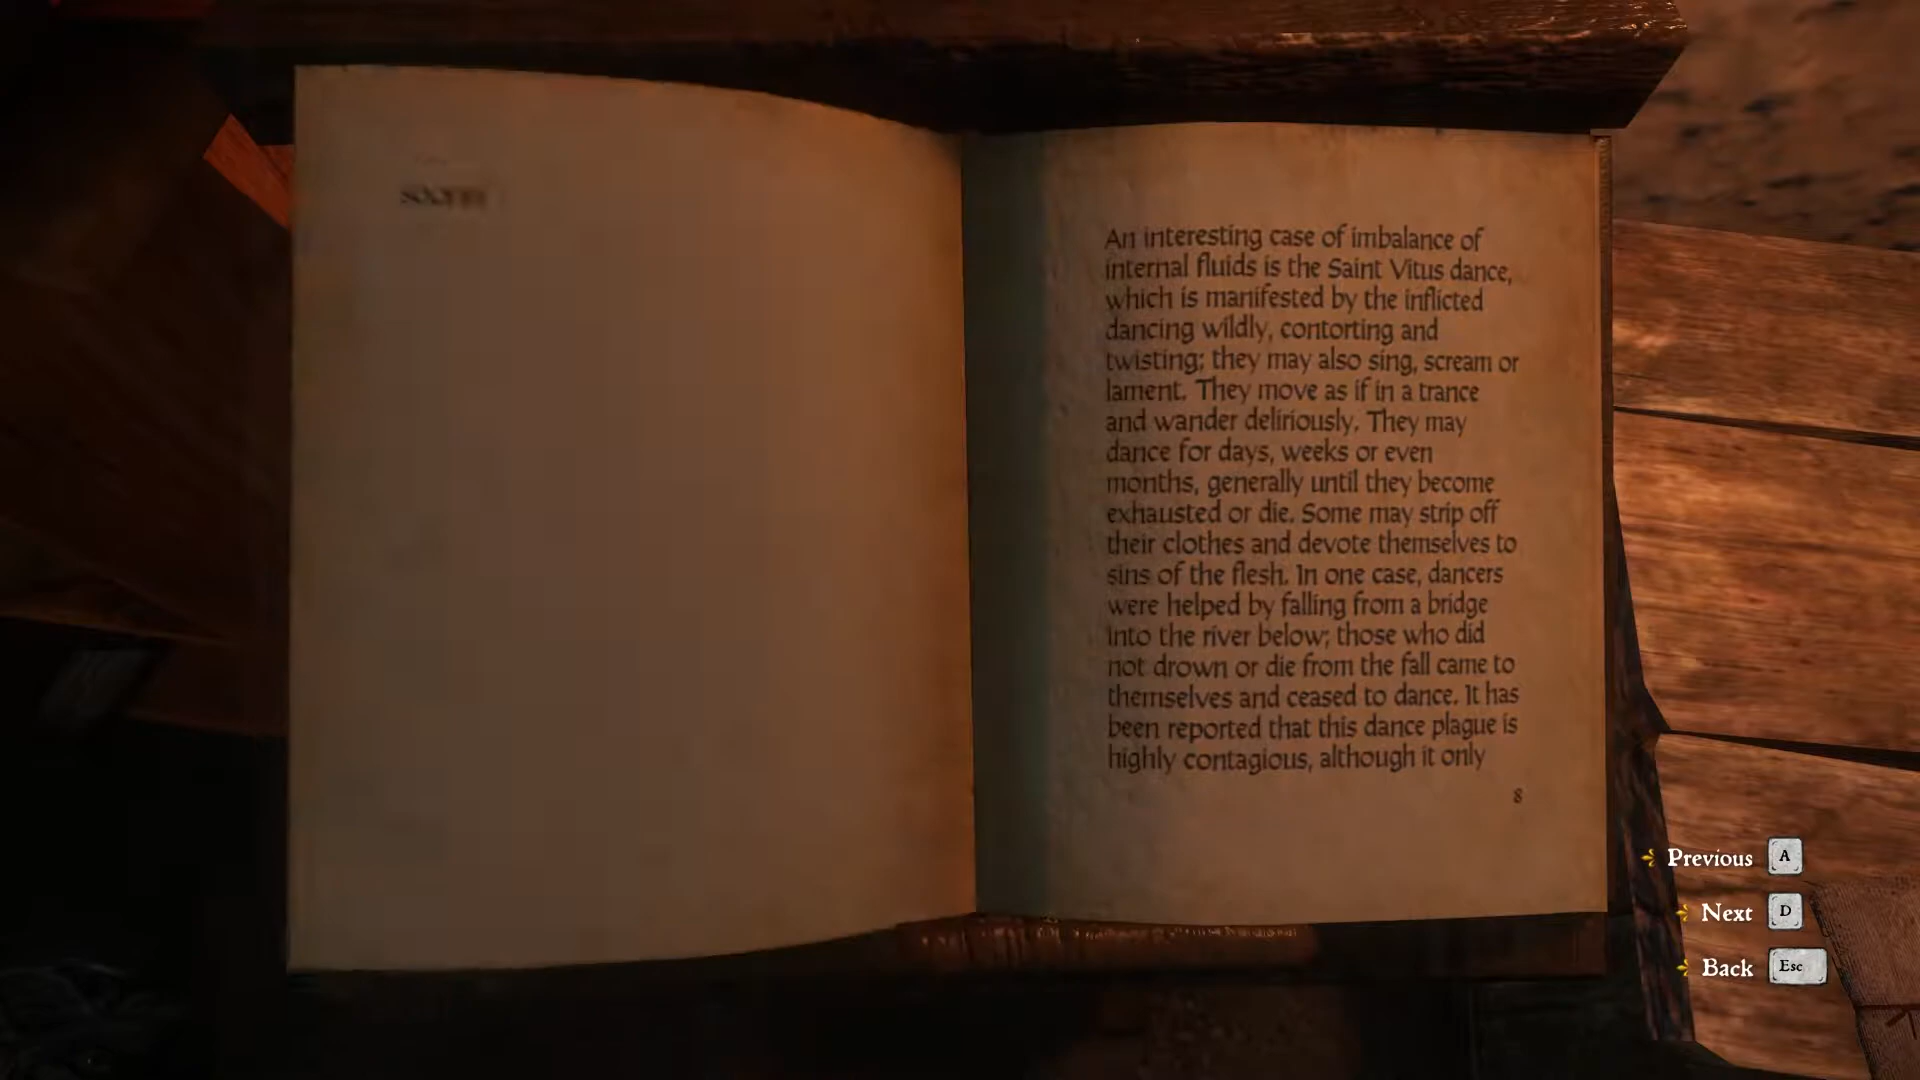 An interesting case of imbalance of
internal fluids is the Saint Vitus dance,
which is manifested by the inflicted
dancing wildly, contorting and
twisting; they may also sing, scream or
lament. They move as if in a trance
and wander deliriously. They may
dance for days, weeks or even
months, generally until they become
exhausted or die. Some may strip off
their clothes and devote themselves to
sins of the flesh. In one case, dancers
were helped by falling from a bridge
into the river below; those who did
not drown or die from the fall came to
themselves and ceased to dance. It has
been reported that this dance plague is
highly contagious, although it only
8
Previous A
Next D
Back Esc